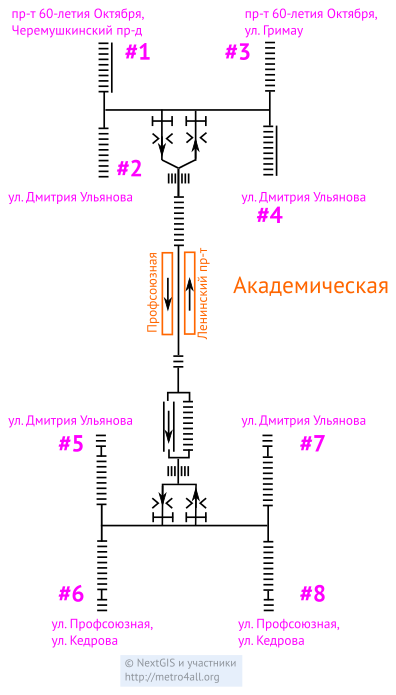 пр-т 60-летия Октября,
Черемушкинский пр-д
#1
пр-т 60-летия Октября,
ул. Гримау
#3
#2
ул. Дмитрия Ульянова
ул. Дмитрия Ульянова
#4
Профсоюзная
Ленинский пр-т
Академическая
ул. Дмитрия Ульянова
#5
ул. Дмитрия Ульянова
#7
#6
ул. Профсоюзная,
ул. Кедрова
#8
ул. Профсоюзная,
ул. Кедрова
© NextGIS и участники
http://metro4all.org